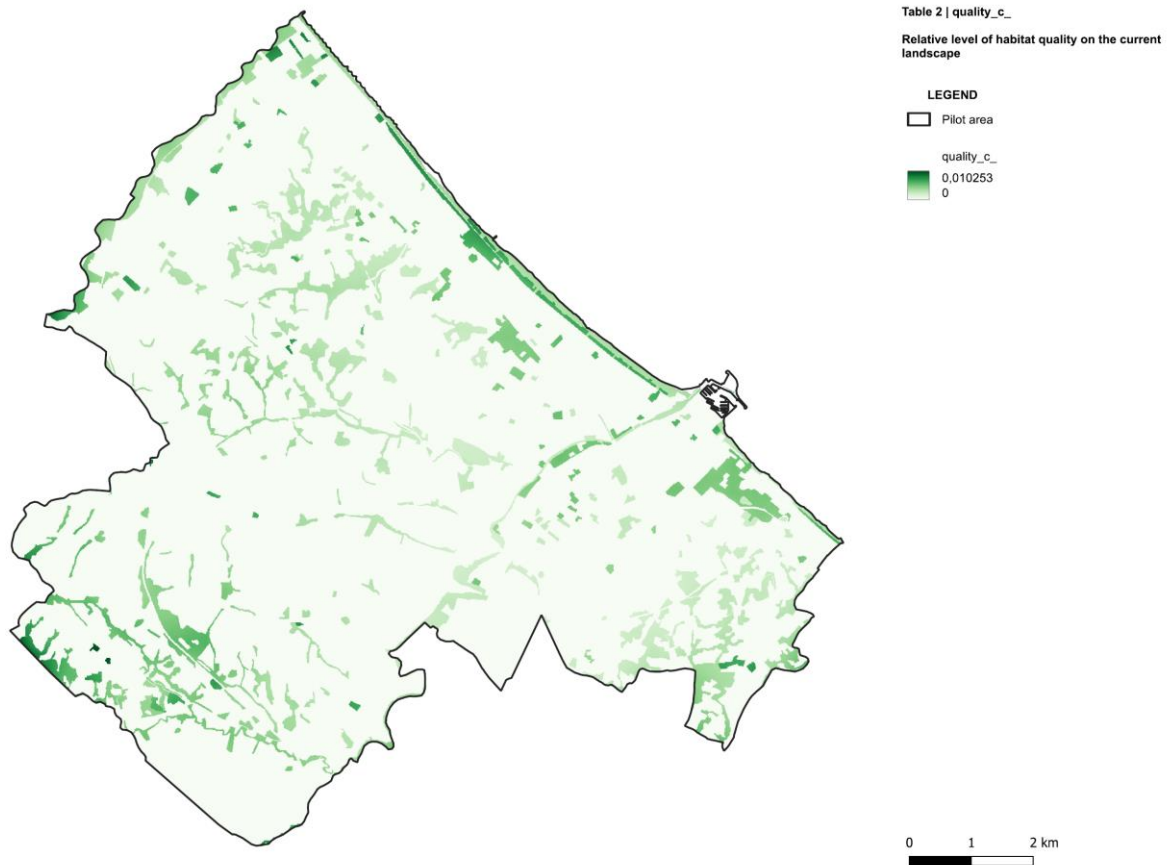 Table 2 | quality_c_
Relative level of habitat quality on the current
landscape
LEGEND
Pilot area
quality_c_
0,010253
0
0 1 2 km